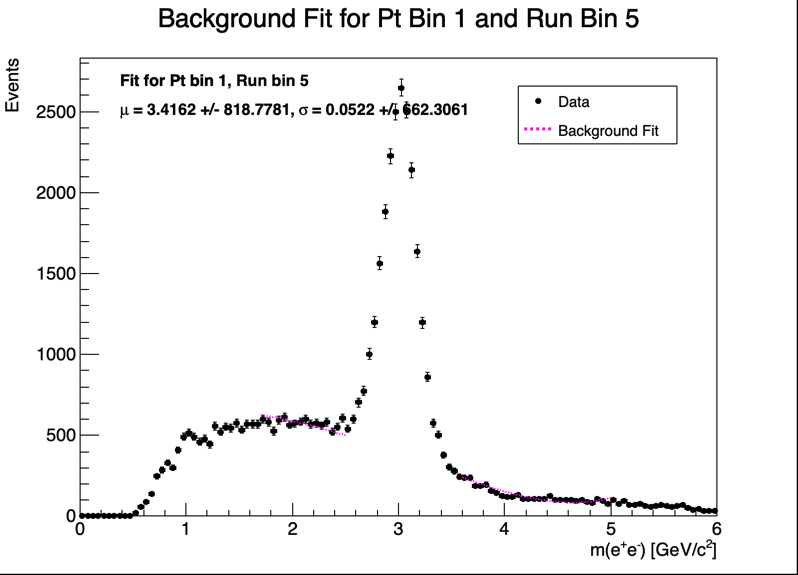 Background Fit for Pt Bin 1 and Run Bin 5
Events
Fit for Pt bin 1, Run bin 5
μ = 3.4162 +/- 818.7781, σ = 0.0522 +/- 662.3061
Data
Background Fit
2500
2000
1500
1000
500
0
0 1 2 3 4 5 6
m(e⁺e⁻) [GeV/c²]